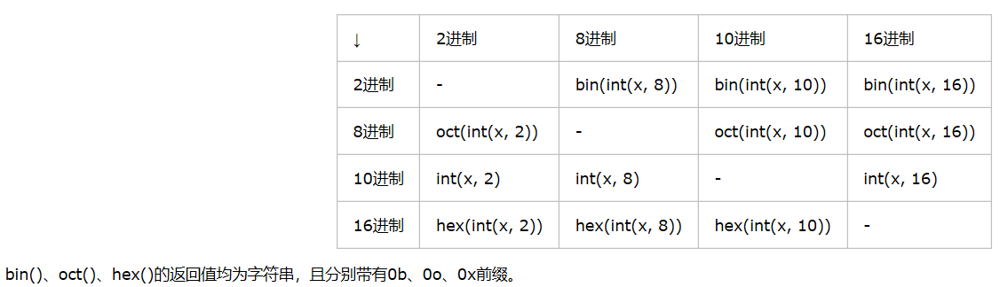 ↓ 2进制 8进制 10进制 16进制
2进制 - bin(int(x, 8)) bin(int(x, 10)) bin(int(x, 16))
8进制 oct(int(x, 2)) - oct(int(x, 10)) oct(int(x, 16))
10进制 int(x, 2) int(x, 8) - int(x, 16)
16进制 hex(int(x, 2)) hex(int(x, 8)) hex(int(x, 10)) -
bin()、oct()、hex()的返回值均为字符串，且分别带有0b、0o、0x前缀。